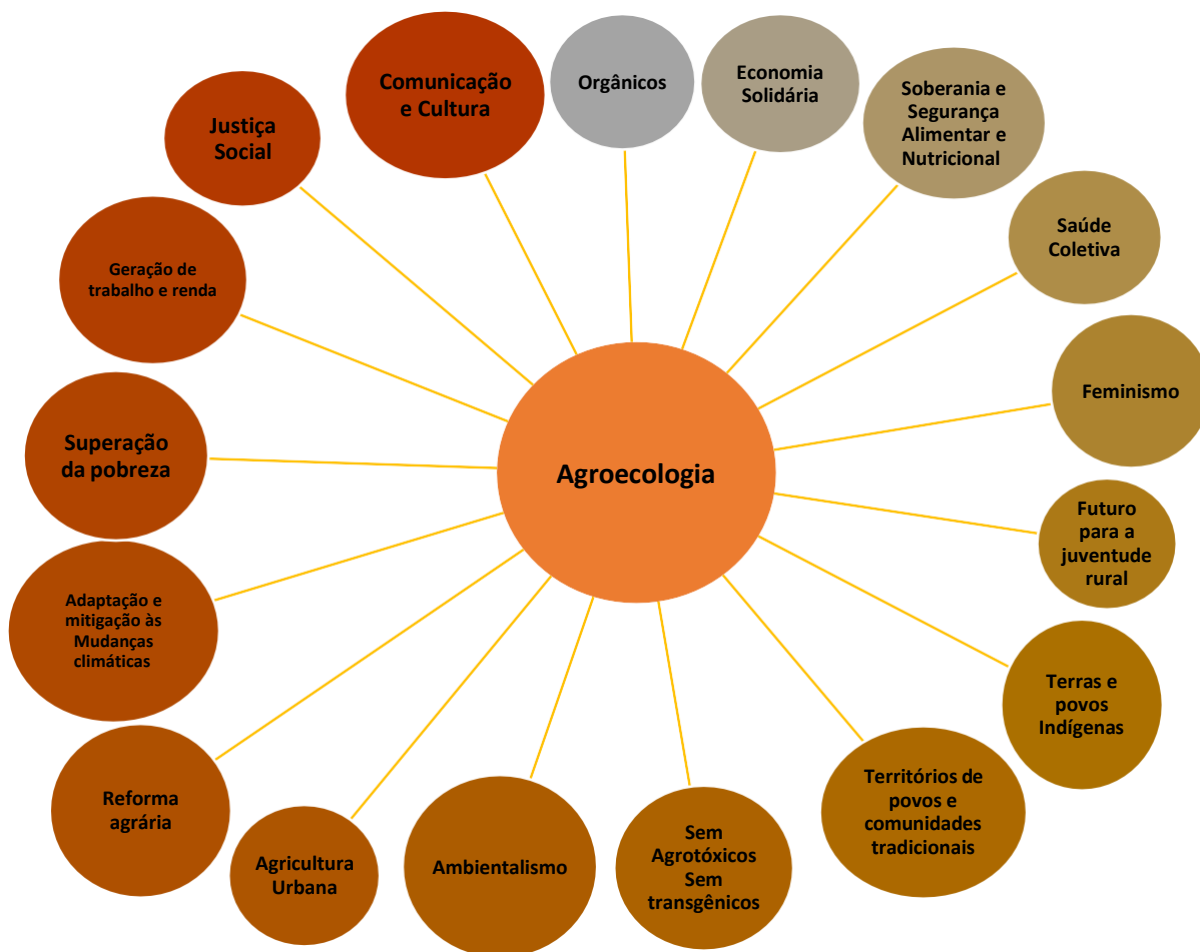 Comunicação
e Cultura
Orgânicos
Economia
Solidária
Soberania e
Segurança
Alimentar e
Nutricional
Saúde
Coletiva
Feminismo
Futuro
para a
juventude
rural
Terras e
povos
Indígenas
Territórios de
povos e
comunidades
tradicionais
Sem
Agrotóxicos
Sem
transgênicos
Ambientalismo
Agricultura
Urbana
Reforma
agrária
Adaptação e
mitigação às
Mudanças
climáticas
Superação
da pobreza
Geração de
trabalho e renda
Justiça
Social
Agroecologia